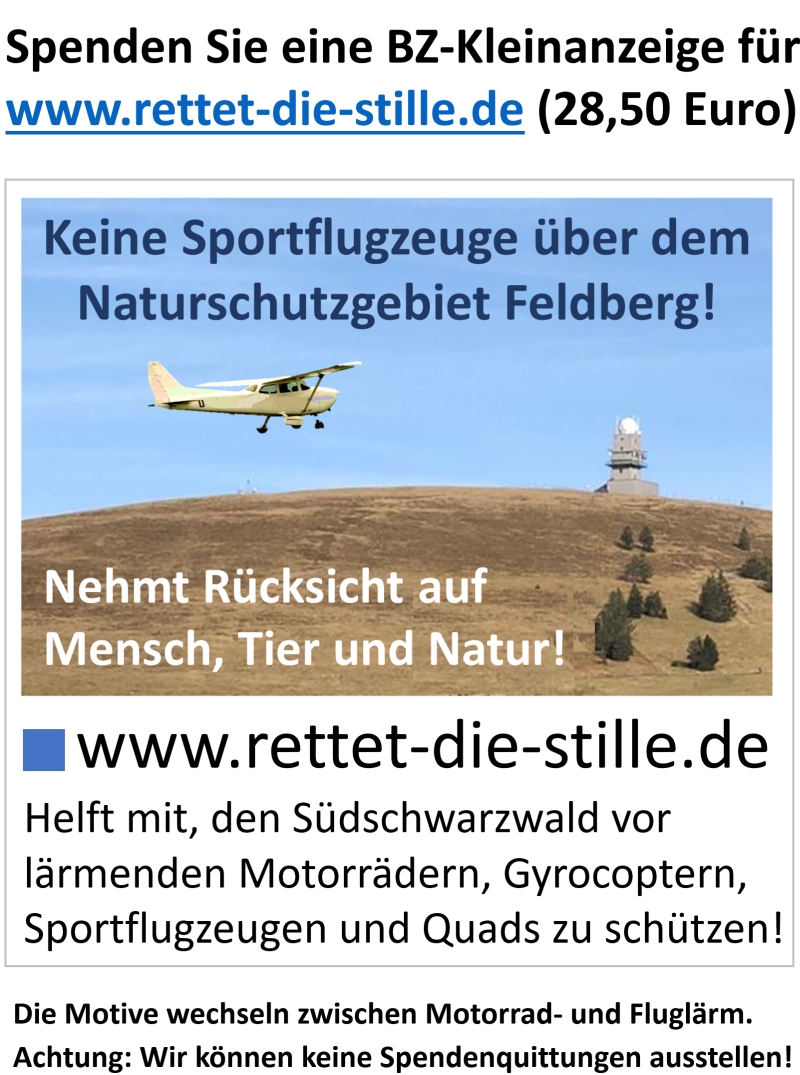 Spenden Sie eine BZ-Kleinanzeige für
www.rettet-die-stille.de (28,50 Euro)
Keine Sportflugzeuge über dem
Naturschutzgebiet Feldberg!
U
Nehmt Rücksicht auf
Mensch, Tier und Natur!
www.rettet-die-stille.de
Helft mit, den Südschwarzwald vor
lärmenden Motorrädern, Gyrocoptern,
Sportflugzeugen und Quads zu schützen!
Die Motive wechseln zwischen Motorrad- und Fluglärm.
Achtung: Wir können keine Spendenquittungen ausstellen!